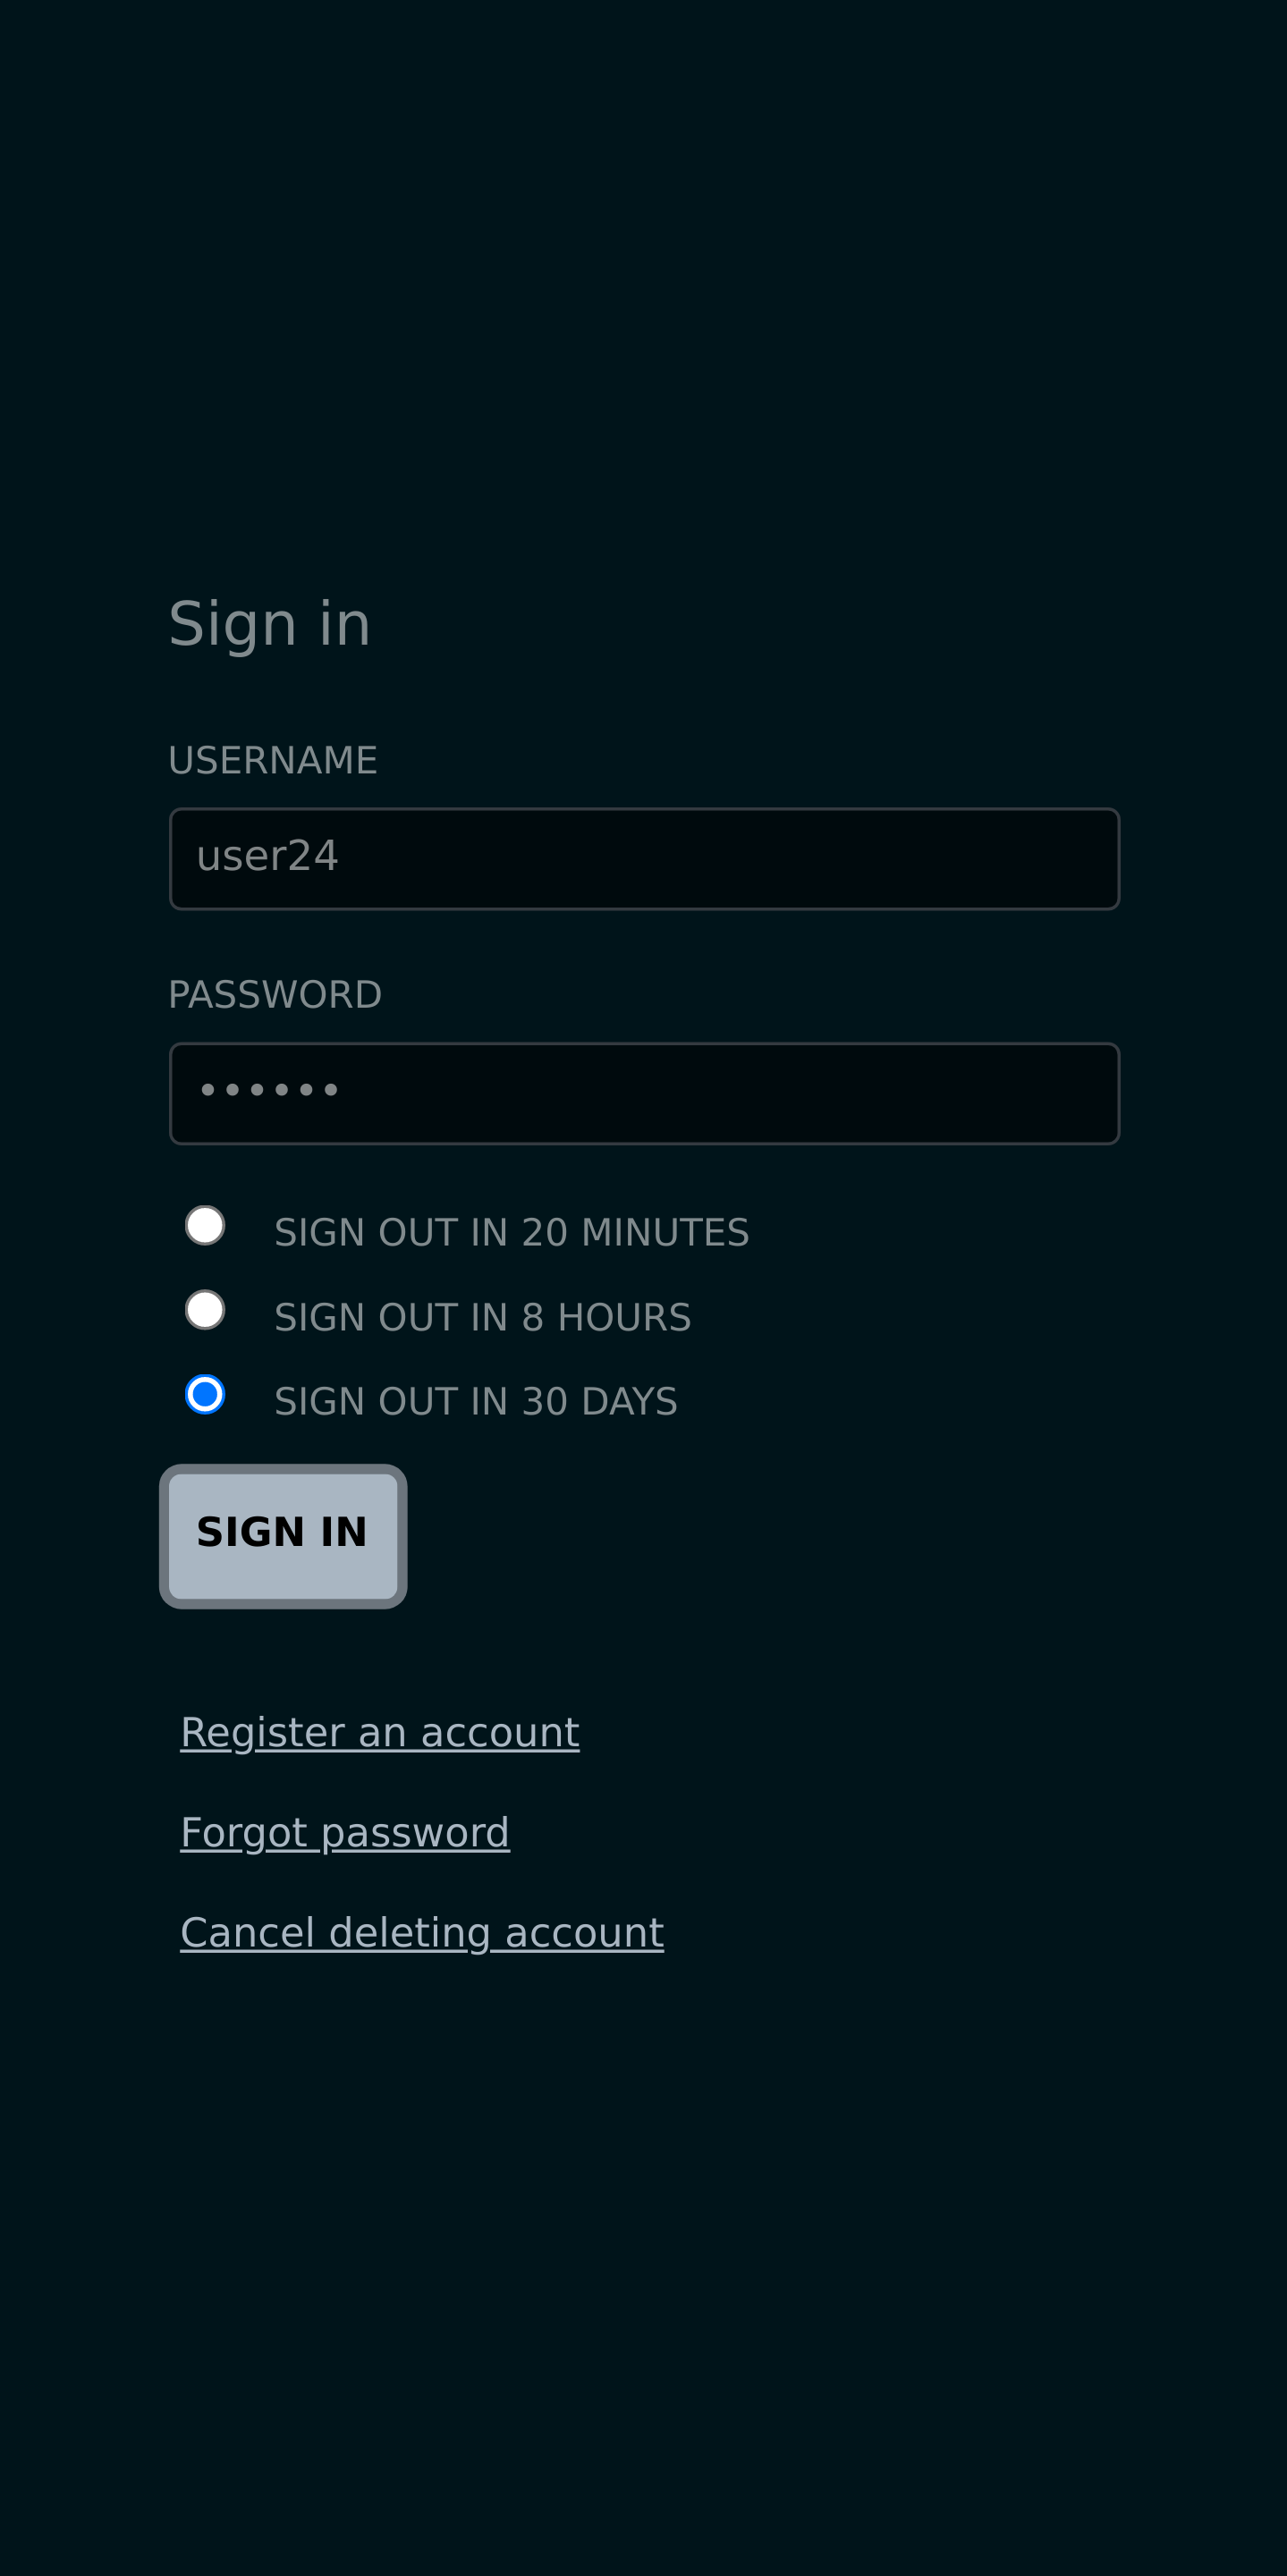 Sign in
USERNAME
user24
PASSWORD
••••••
SIGN OUT IN 20 MINUTES
SIGN OUT IN 8 HOURS
SIGN OUT IN 30 DAYS
SIGN IN
Register an account
Forgot password
Cancel deleting account